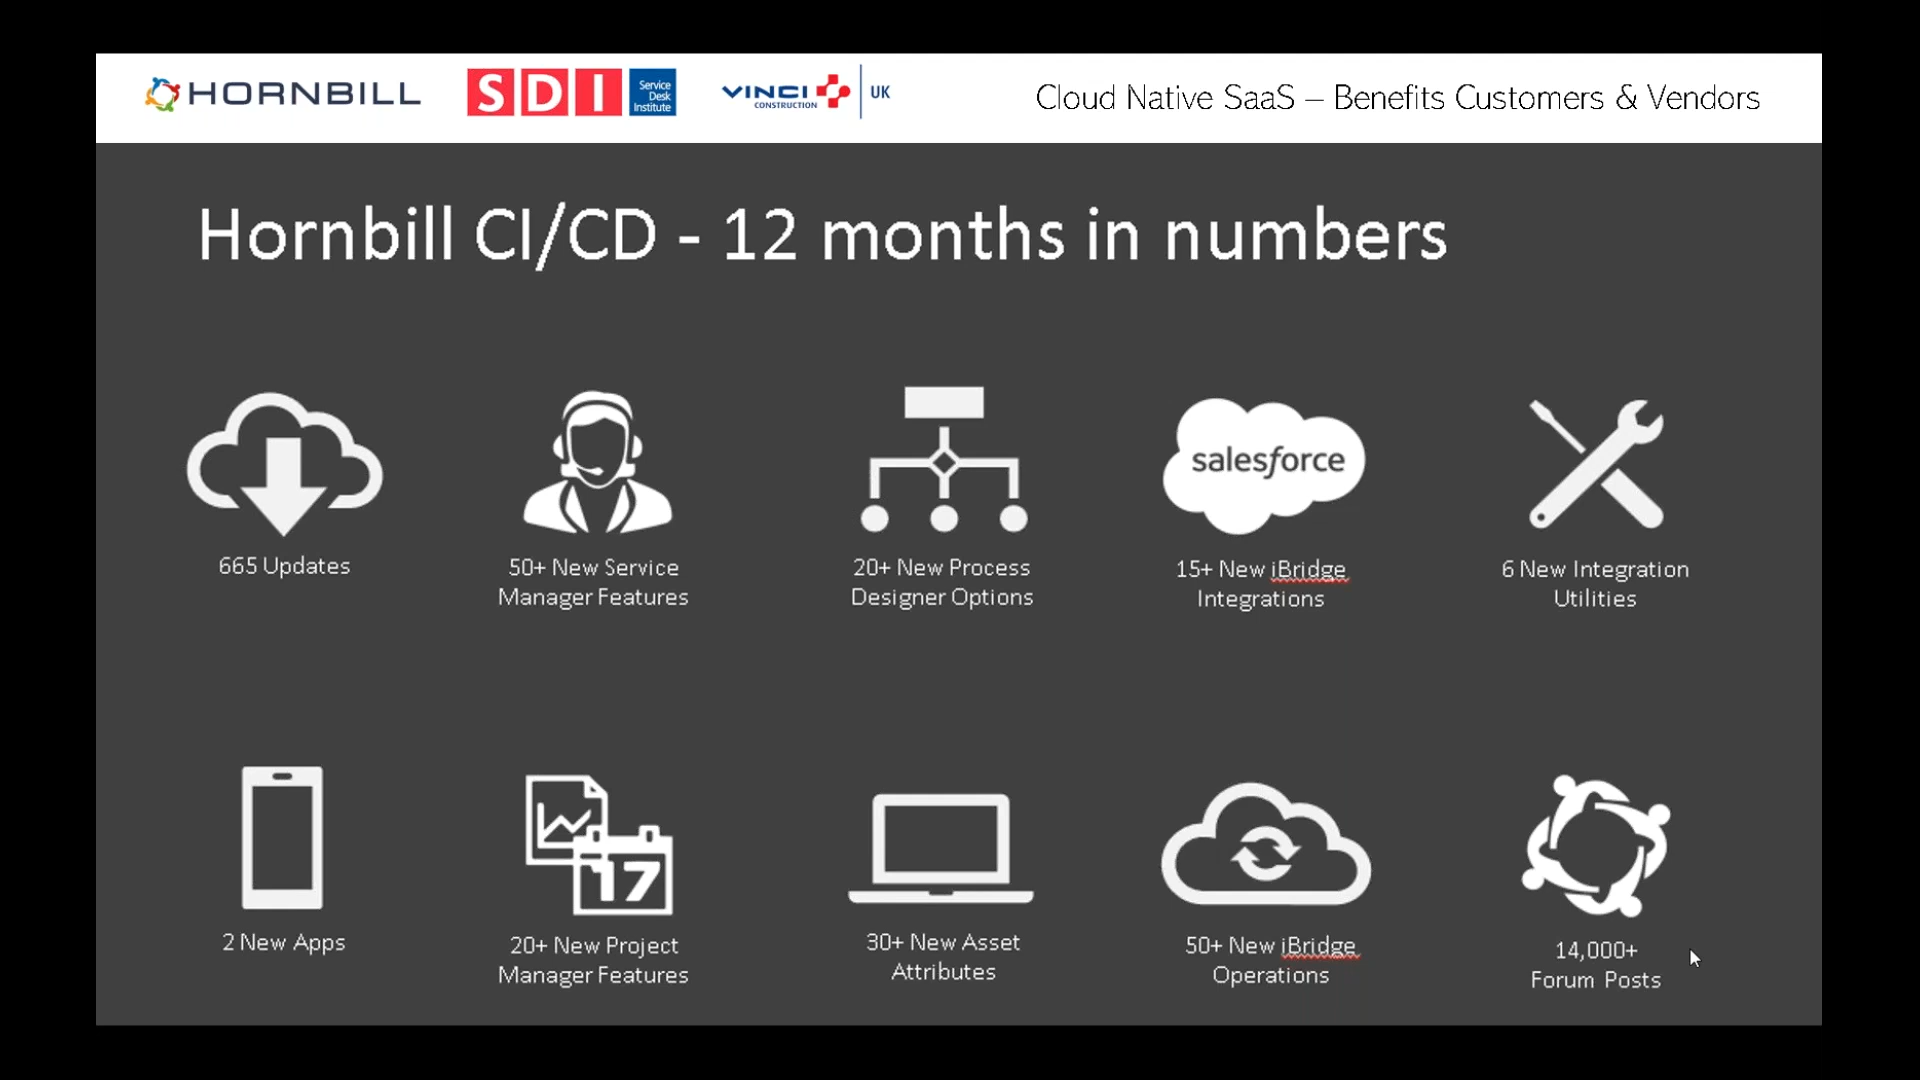 HORNBILL
SDI
Service
Desk
Institute
VINCI
CONSTRUCTION
UK
Cloud Native SaaS – Benefits Customers & Vendors
Hornbill CI/CD - 12 months in numbers
665 Updates
50+ New Service
Manager Features
20+ New Process
Designer Options
salesforce
15+ New iBridge
Integrations
6 New Integration
Utilities
2 New Apps
17
20+ New Project
Manager Features
30+ New Asset
Attributes
50+ New iBridge
Operations
14,000+
Forum Posts